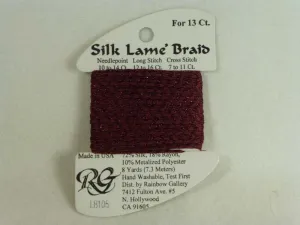 For 13 Ct.
Silk Lamé Braid
Needlepoint Long Stitch Cross Stitch
10 to 14 Ct. 12 to 16 Ct. 7 to 11 Ct.
Made in USA
72% Silk, 18% Rayon,
10% Metalized Polyester
8 Yards (7.3 Meters)
Hand Washable, Test First
Dist. by Rainbow Gallery
7412 Fulton Ave. #5
N. Hollywood
CA 91605
RG